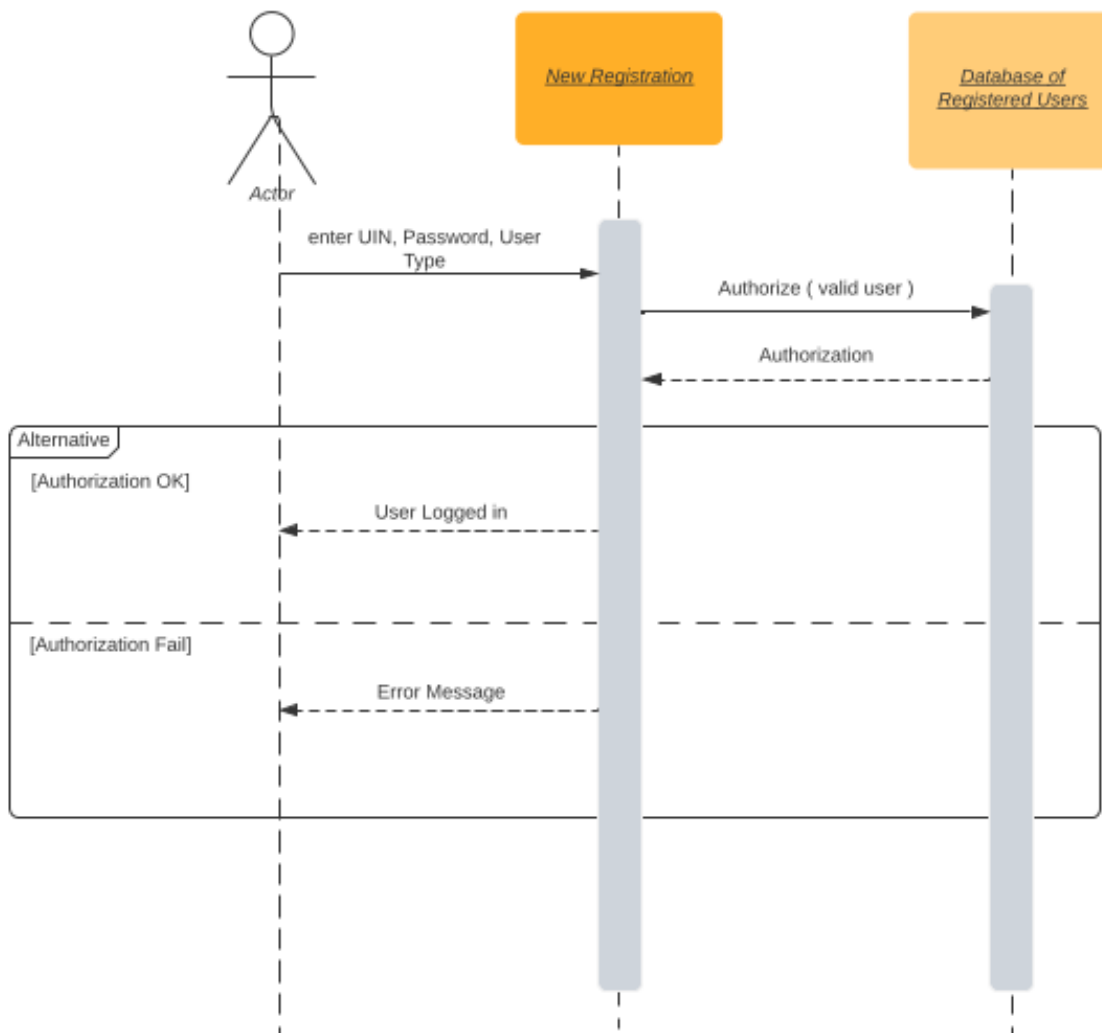 New Registration
Database of
Registered Users
Actor
enter UIN, Password, User
Type
Authorize ( valid user )
Authorization
Alternative
[Authorization OK]
User Logged in
[Authorization Fail]
Error Message